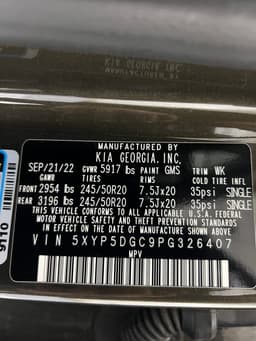 MANUFACTURED BY
KIA GEORGIA, INC.
SEP/21/22 GVWR 5917 lbs PAINT GMS TRIM WK
GAWR TIRES RIMS COLD TIRE INFLATION
FRONT 2954 lbs 245/50R20 7.5Jx20 35psi SINGLE
REAR 3196 lbs 245/50R20 7.5Jx20 35psi SINGLE
THIS VEHICLE CONFORMS TO ALL APPLICABLE U.S.A. FEDERAL
MOTOR VEHICLE SAFETY AND THEFT PREVENTION
STANDARDS IN EFFECT ON THE DATE OF
MANUFACTURE SHOWN ABOVE.
VIN 5XYP5DGC9PG326407
MPV